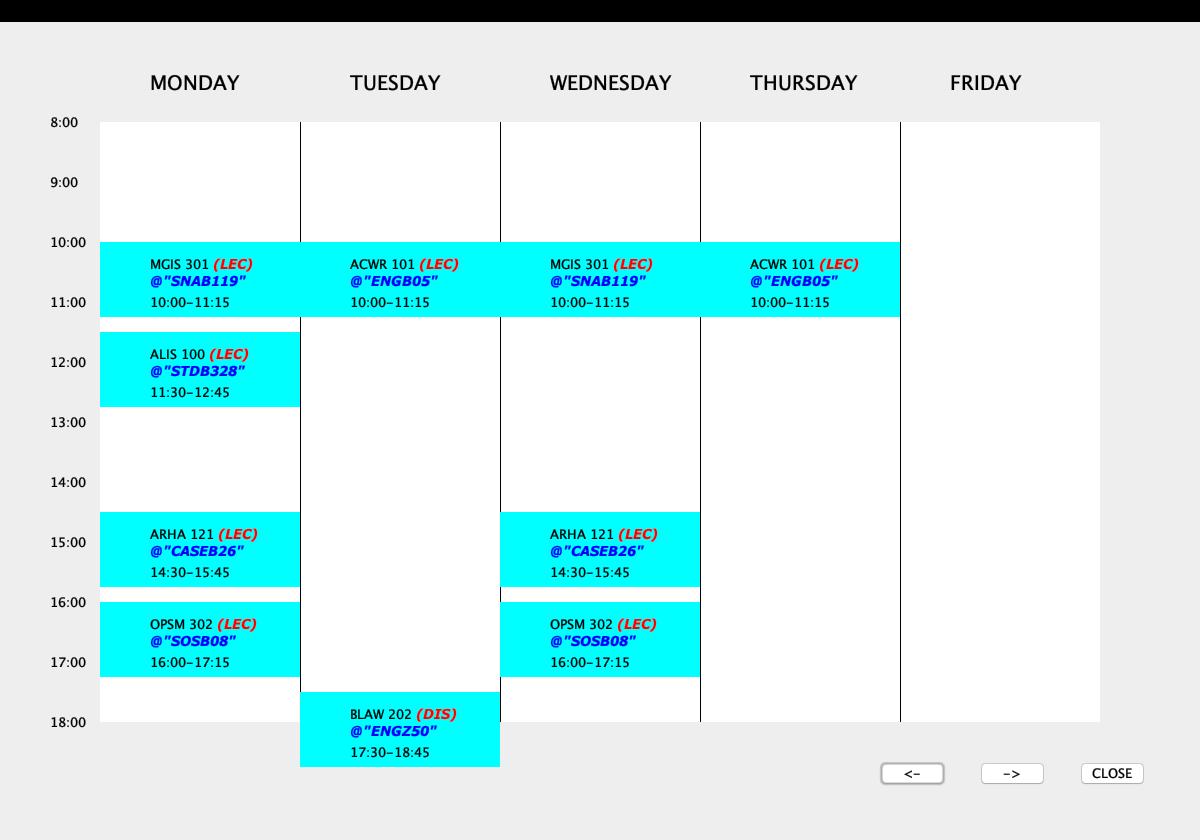 MONDAY TUESDAY WEDNESDAY THURSDAY FRIDAY
8:00
9:00
10:00
MGIS 301 (LEC) ACWR 101 (LEC) MGIS 301 (LEC) ACWR 101 (LEC)
@"SNAB119" @"ENGB05" @"SNAB119" @"ENGB05"
11:00 10:00-11:15 10:00-11:15 10:00-11:15 10:00-11:15
ALIS 100 (LEC)
12:00
@"STDB328"
11:30-12:45
13:00
14:00
ARHA 121 (LEC) ARHA 121 (LEC)
15:00
@"CASEB26" @"CASEB26"
14:30-15:45 14:30-15:45
16:00
OPSM 302 (LEC) OPSM 302 (LEC)
@"SOSB08" @"SOSB08"
17:00 16:00-17:15 16:00-17:15
BLAW 202 (DIS)
18:00
@"ENGZ50"
17:30-18:45
<- -> CLOSE